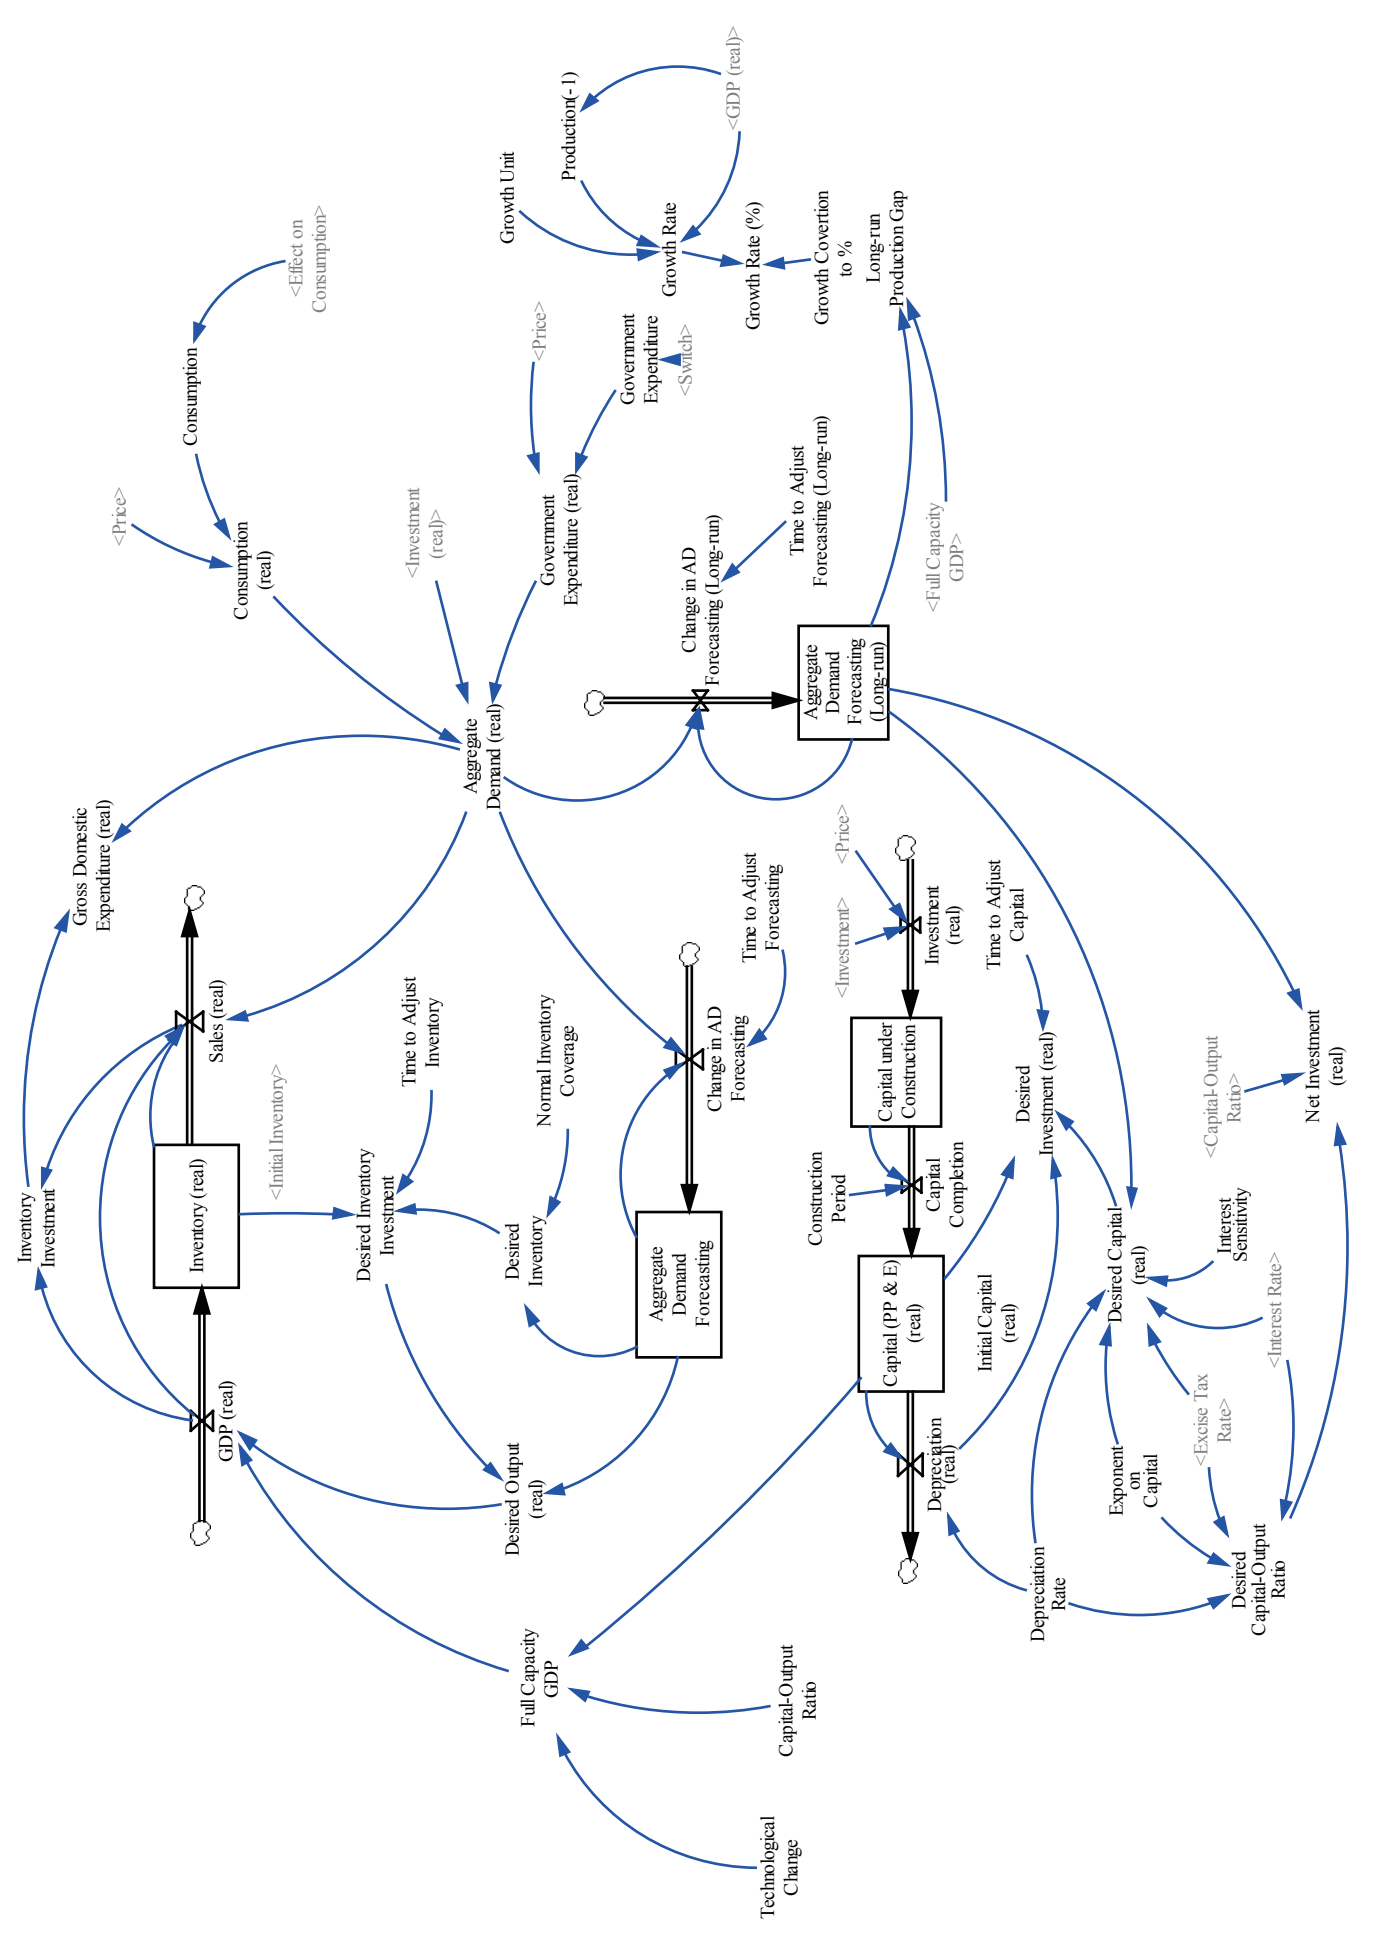 Inventory
Investment
Gross Domestic
Expenditure (real)
<Price>
Consumption
<Effect on
Consumption>
Inventory (real)
Sales (real)
GDP (real)
<Initial Inventory>
Consumption
(real)
Desired Inventory
Investment
Time to Adjust
Inventory
<Investment
(real)>
Aggregate
Demand (real)
Growth Unit
Production(-1)
<GDP (real)>
Full Capacity
GDP
Desired Output
(real)
Desired
Inventory
Normal Inventory
Coverage
Government
Expenditure (real)
<Price>
Government
Expenditure
<Switch>
Growth Rate
Growth Rate (%)
Growth Covertion
to %
Aggregate
Demand
Forecasting
Change in AD
Forecasting
Time to Adjust
Forecasting
Change in AD
Forecasting (Long-run)
Time to Adjust
Forecasting (Long-run)
Aggregate
Demand
Forecasting
(Long-run)
Long-run
Production Gap
<Full Capacity
GDP>
Technological
Change
Capital-Output
Ratio
Construction
Period
<Investment>
<Price>
Capital (PP & E)
(real)
Capital under
Construction
Capital
Completion
Investment
(real)
Depreciation
(real)
Initial Capital
(real)
Time to Adjust
Capital
Desired
Investment (real)
Depreciation
Rate
Exponent
on
Capital
Desired Capital
(real)
<Excise Tax
Rate>
Interest
Sensitivity
<Interest Rate>
<Capital-Output
Ratio>
Desired
Capital-Output
Ratio
Net Investment
(real)